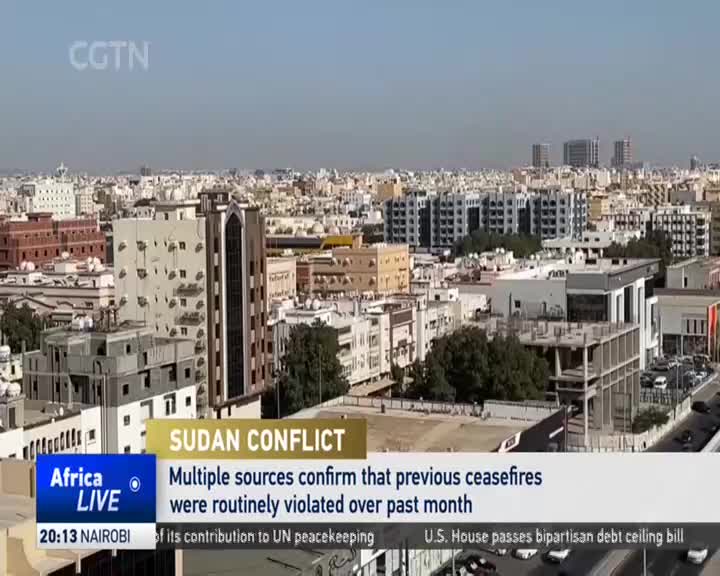 CGTN
SUDAN CONFLICT
Multiple sources confirm that previous ceasefires
were routinely violated over past month
Africa
LIVE
20:13 NAIROBI
of its contribution to UN peacekeeping
U.S. House passes bipartisan debt ceiling bill